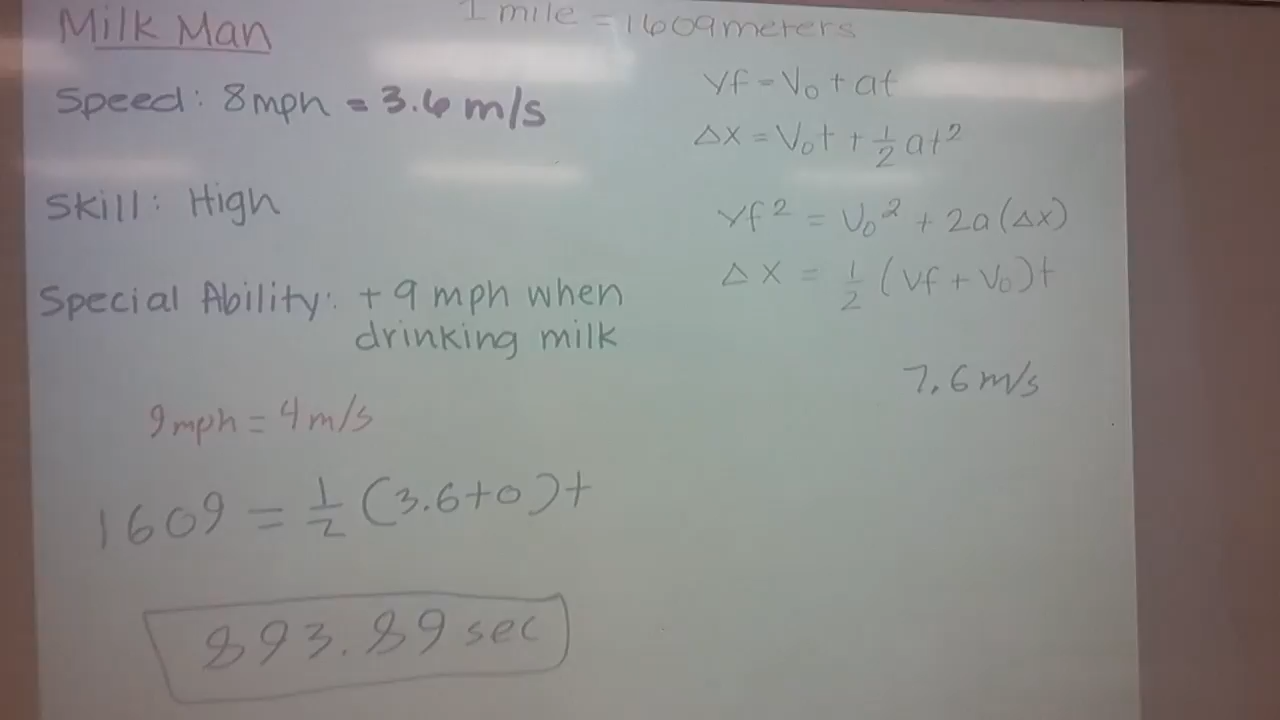 Milk Man
1 mile = 1609 meters
Speed: 8mph = 3.6 m/s
Skill: High
Special Ability: + 9 mph when
drinking milk
9mph = 4 m/s
1609 = 1/2 (3.6+0)t
893.89 sec
Vf = V₀ + at
Δx = V₀t + 1/2 at²
Vf² = V₀² + 2a(Δx)
Δx = 1/2 (Vf + V₀)t
7.6 m/s